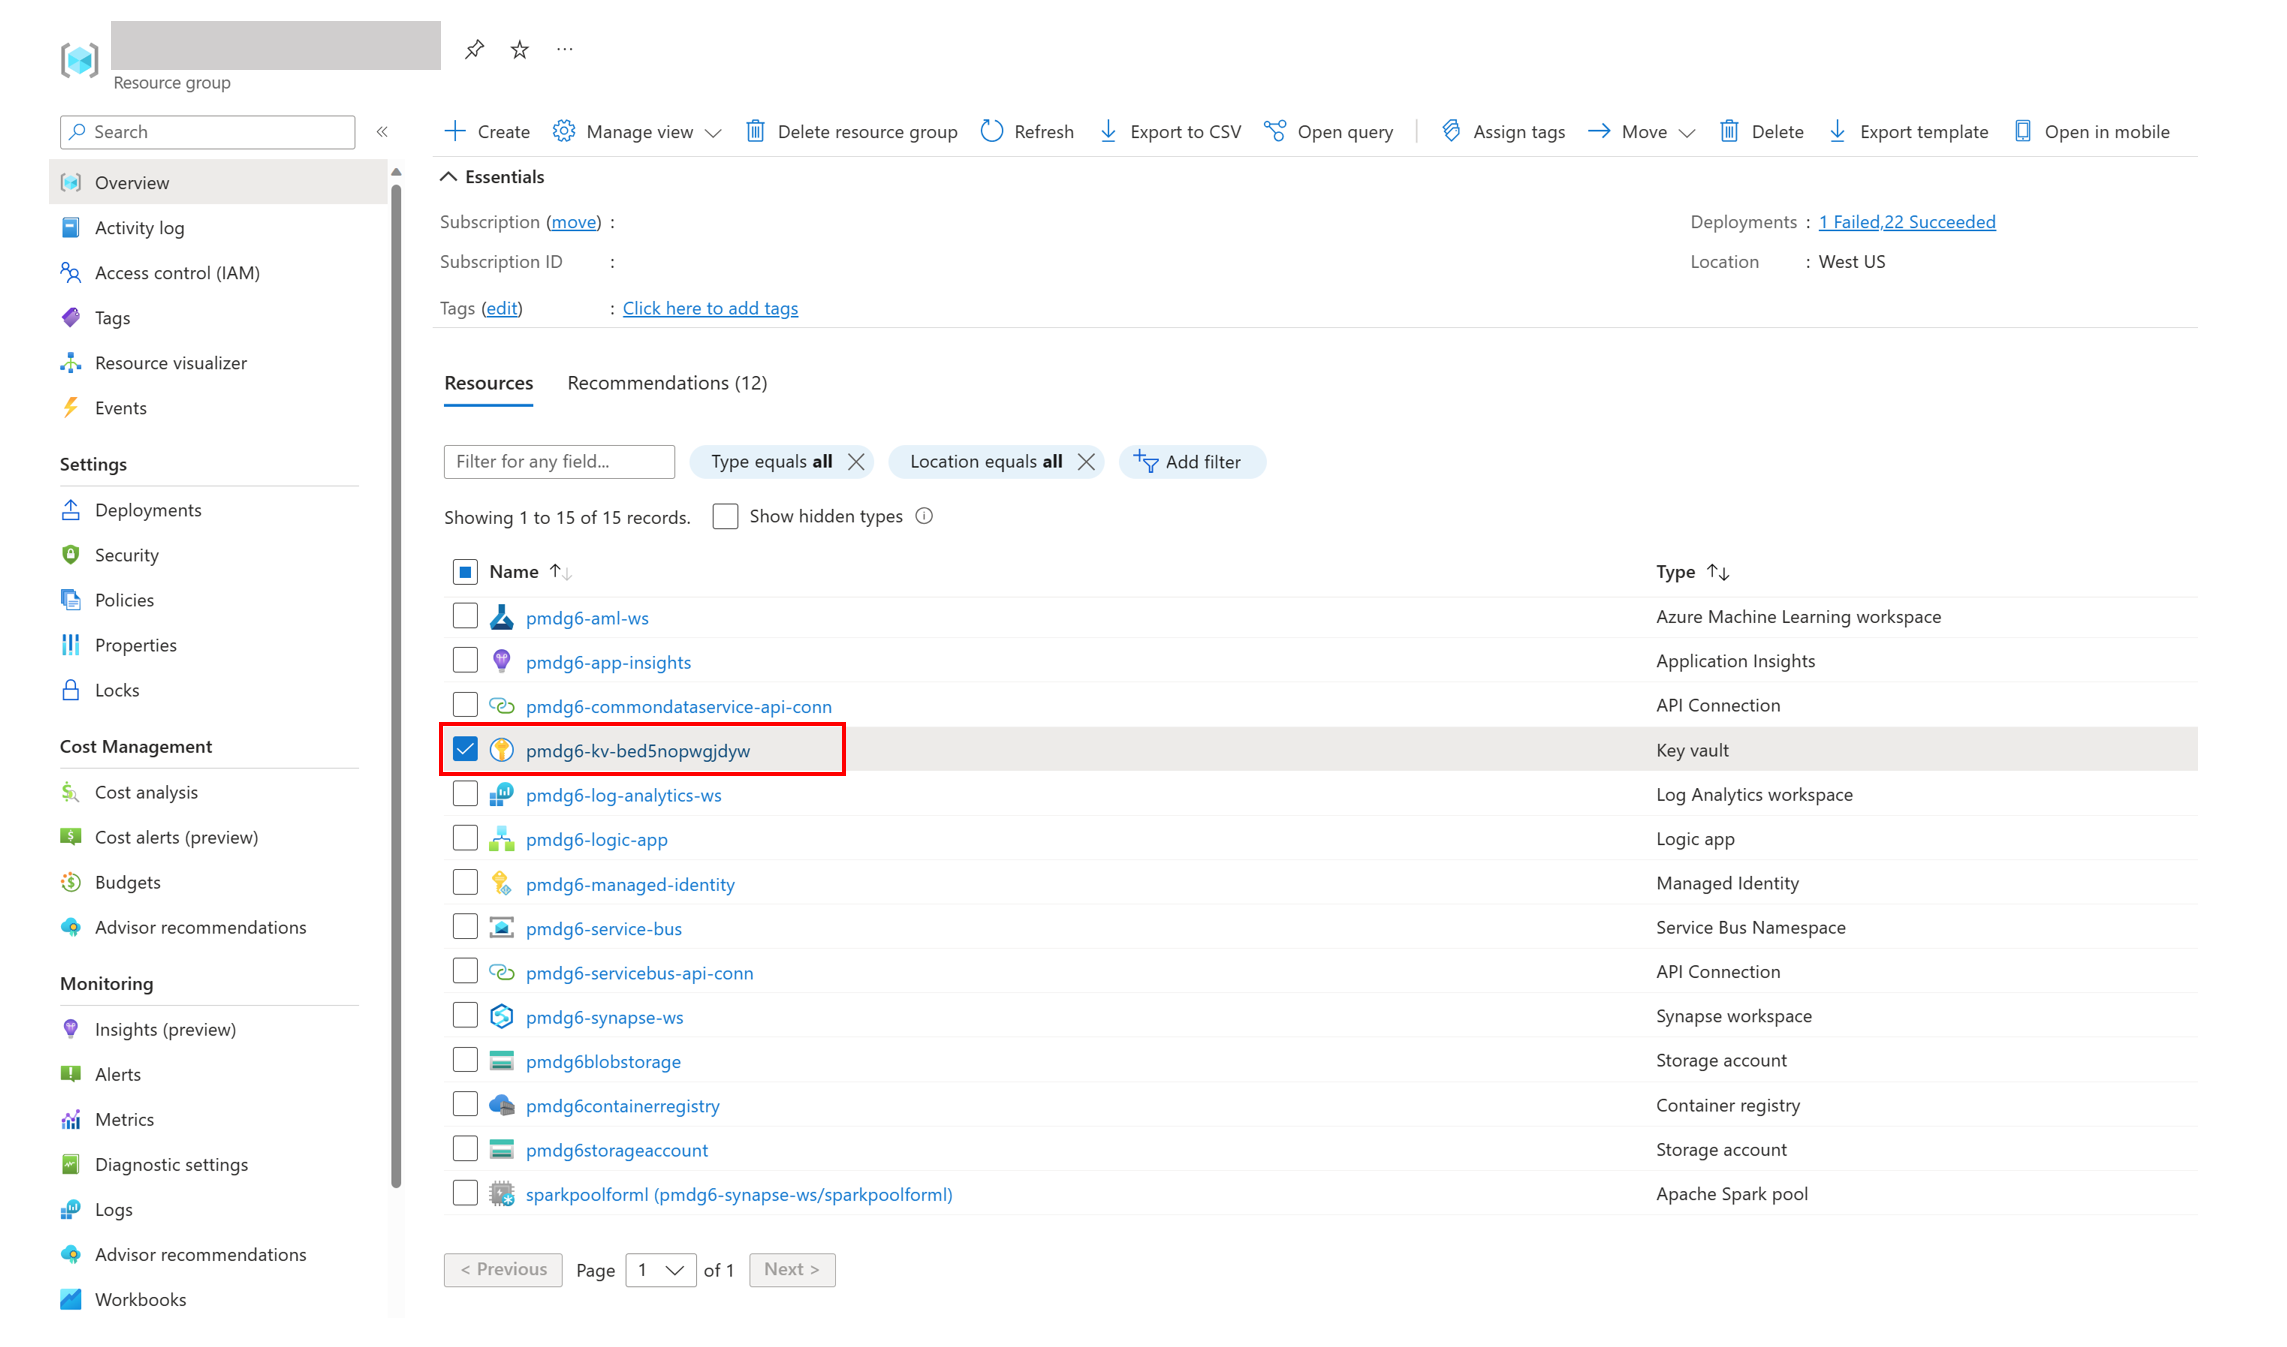 Resource group
Search
«
Create
Manage view
Delete resource group
Refresh
Export to CSV
Open query
Assign tags
Move
Delete
Export template
Open in mobile
Overview
Activity log
Access control (IAM)
Tags
Resource visualizer
Events
Settings
Deployments
Security
Policies
Properties
Locks
Cost Management
Cost analysis
Cost alerts (preview)
Budgets
Advisor recommendations
Monitoring
Insights (preview)
Alerts
Metrics
Diagnostic settings
Logs
Advisor recommendations
Workbooks
Essentials
Subscription (move) :
Subscription ID :
Tags (edit) : Click here to add tags
Deployments : 1 Failed,22 Succeeded
Location : West US
Resources Recommendations (12)
Filter for any field...
Type equals all
Location equals all
Add filter
Showing 1 to 15 of 15 records. Show hidden types
Name Type
pmdg6-aml-ws Azure Machine Learning workspace
pmdg6-app-insights Application Insights
pmdg6-commondataservice-api-conn API Connection
pmdg6-kv-bed5nopwgjdyw Key vault
pmdg6-log-analytics-ws Log Analytics workspace
pmdg6-logic-app Logic app
pmdg6-managed-identity Managed Identity
pmdg6-service-bus Service Bus Namespace
pmdg6-servicebus-api-conn API Connection
pmdg6-synapse-ws Synapse workspace
pmdg6blobstorage Storage account
pmdg6containerregistry Container registry
pmdg6storageaccount Storage account
sparkpoolforml (pmdg6-synapse-ws/sparkpoolforml) Apache Spark pool
< Previous Page 1 of 1 Next >